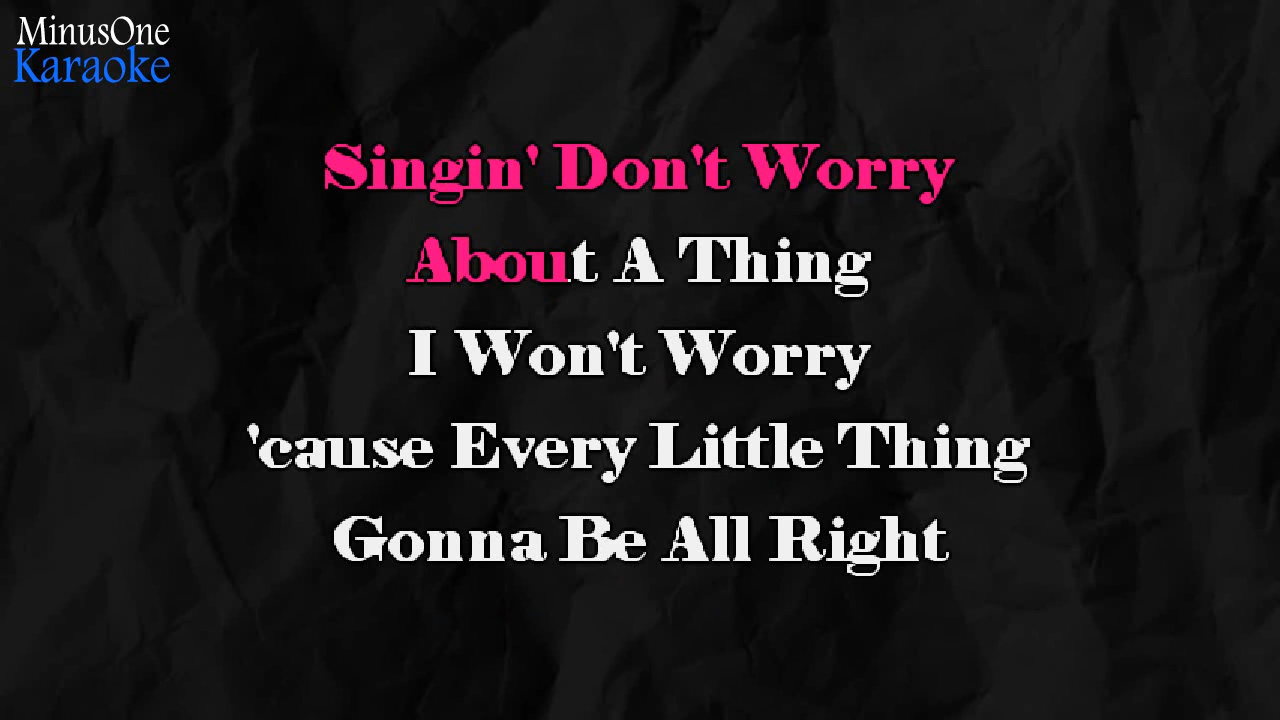 MinusOne
Karaoke
Singin' Don't Worry
About A Thing
I Won't Worry
'cause Every Little Thing
Gonna Be All Right